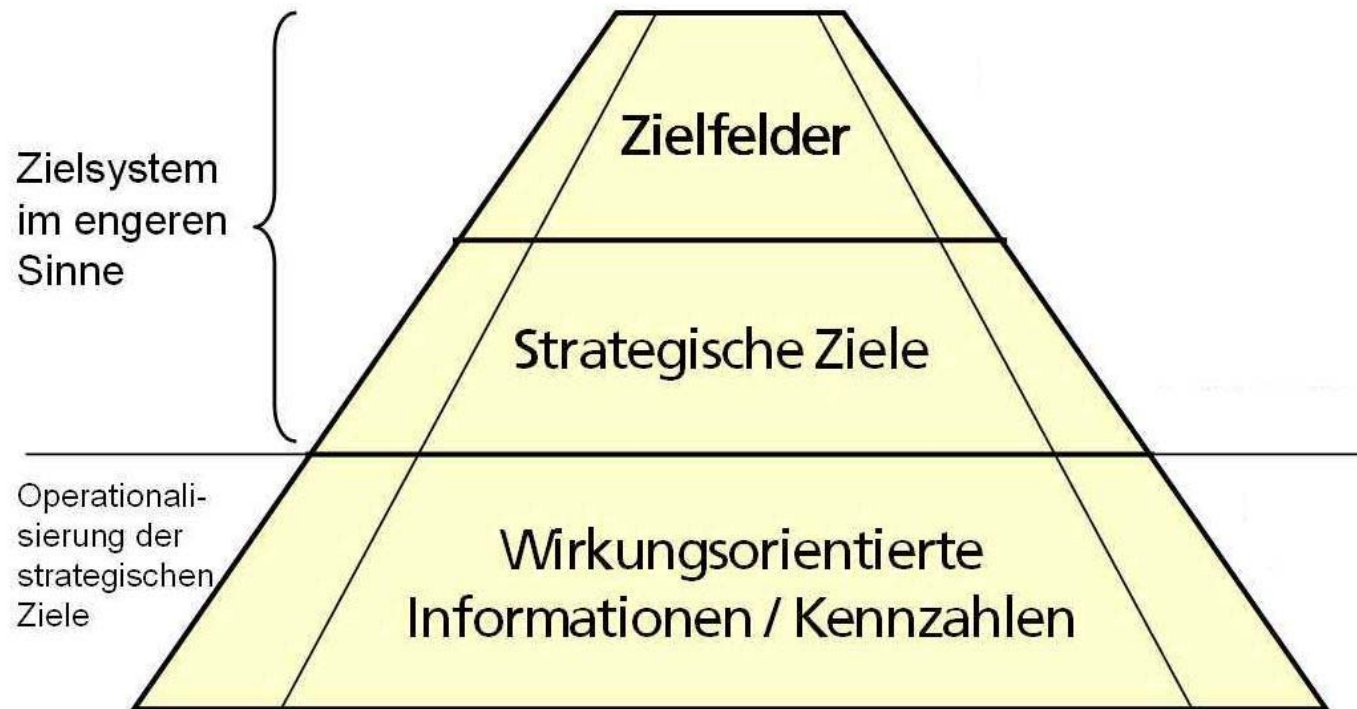 Zielfelder
Zielsystem
im engeren
Sinne
Strategische Ziele
Operationali-
sierung der
strategischen
Ziele
Wirkungsorientierte
Informationen / Kennzahlen